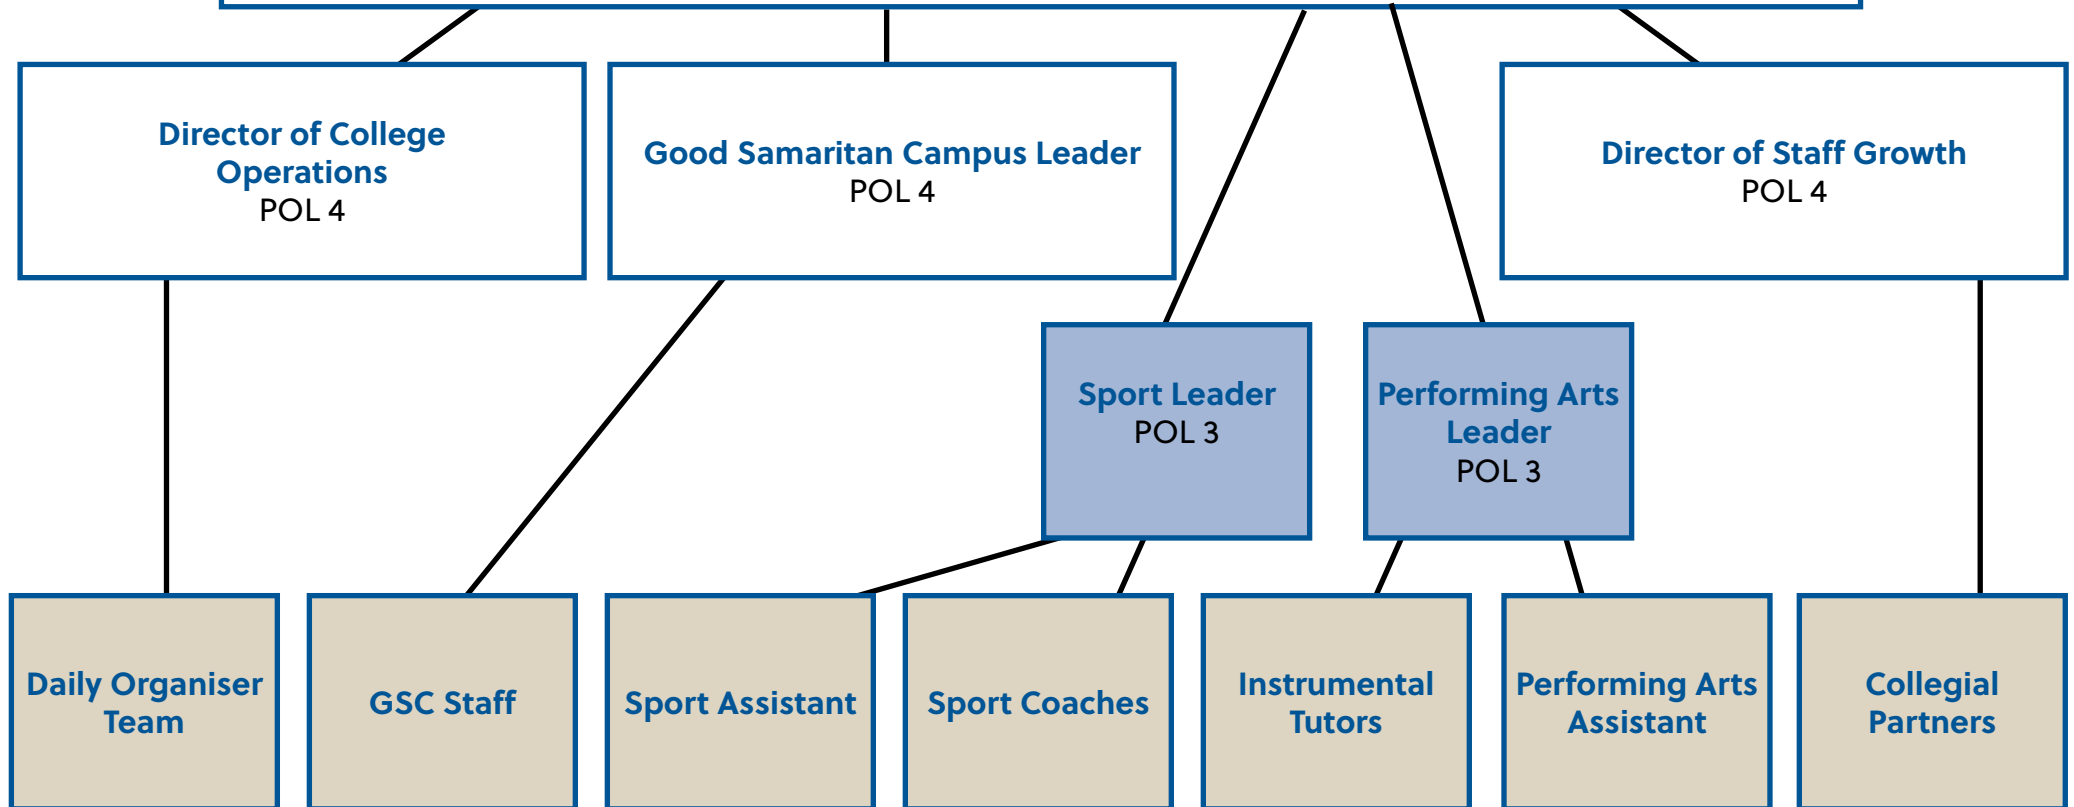 Director of College
Operations
POL 4
Good Samaritan Campus Leader
POL 4
Director of Staff Growth
POL 4
Sport Leader
POL 3
Performing Arts
Leader
POL 3
Daily Organiser
Team
GSC Staff
Sport Assistant
Sport Coaches
Instrumental
Tutors
Performing Arts
Assistant
Collegial
Partners